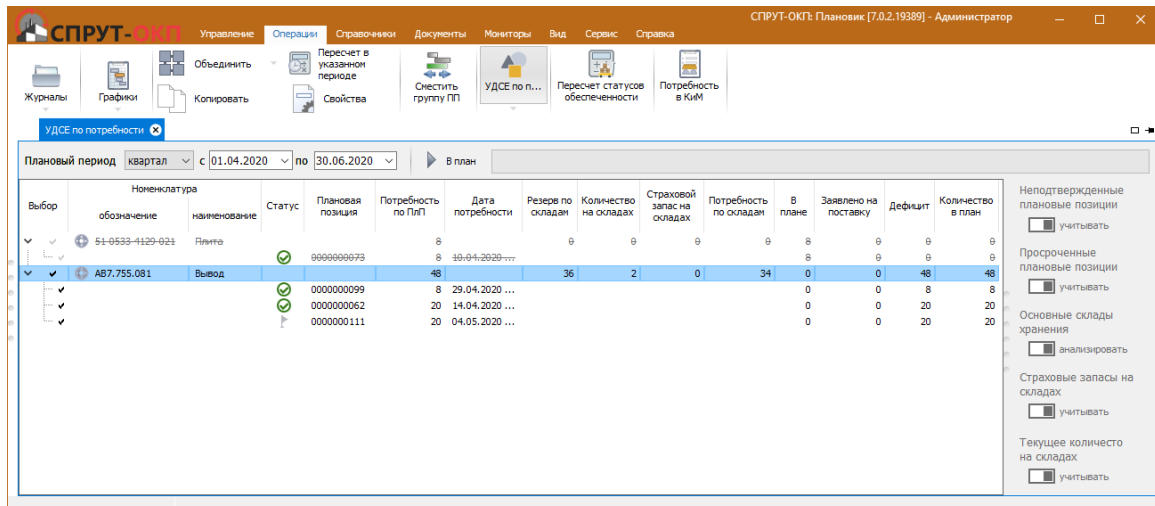 СПРУТ-ОКП: Плановик [7.0.2.19389] - Администратор
СПРУТ-ОКП
Управление Операции Справочники Документы Мониторы Вид Сервис Справка
Журналы
Графики
Объединить
Копировать
Пересчет в
указанном
периоде
Свойства
Сместить
группу ПП
УДСЕ по п...
Пересчет статусов
обеспеченности
Потребность
в КиМ
УДСЕ по потребности
Плановый период квартал с 01.04.2020 по 30.06.2020 В план
Выбор
Номенклатура
обозначение наименование
Статус
Плановая
позиция
Потребность
по ПлП
Дата
потребности
Резерв по
складам
Количество
на складах
Страховой
запас на
складах
Потребность
по складам
В
плане
Заявлено на
поставку
Дефицит
Количество
в план
51-0533-4129-021 Плита 8 0 0 0 0 8 0 0 0
0000000073 8 10.04.2020 ... 8 0 0 0
АВ7.755.081 Вывод 48 36 2 0 34 0 0 48 48
0000000099 8 29.04.2020 ... 0 0 8 8
0000000062 20 14.04.2020 ... 0 0 20 20
0000000111 20 04.05.2020 ... 0 0 20 20
Неподтвержденные
плановые позиции
учитывать
Просроченные
плановые позиции
учитывать
Основные склады
хранения
анализировать
Страховые запасы на
складах
учитывать
Текущее количесто
на складах
учитывать